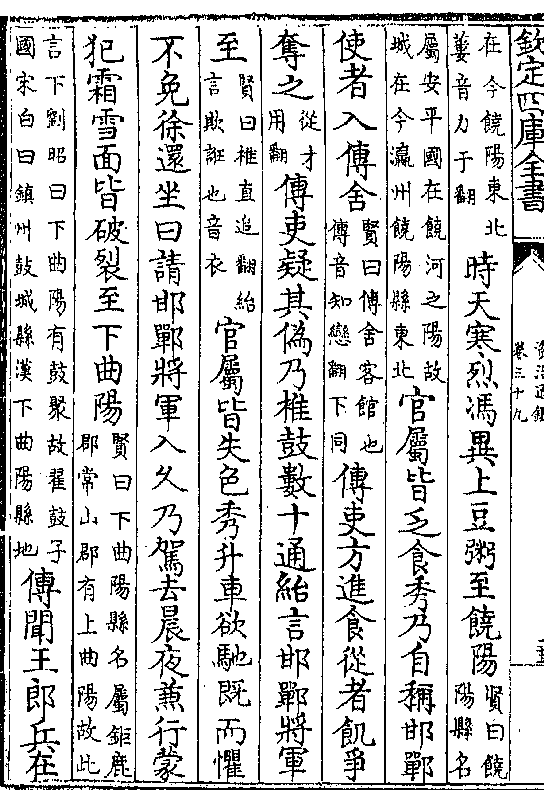 欽定四庫全書
資治通鑑
卷三十九
在今饒陽東北
蔞音力于翻
時天寒烈馮異上豆粥至饒陽
賢曰饒
陽縣名
屬安平國在饒河之陽故
城在今瀛州饒陽縣東北
官屬皆乏食秀乃自稱邯鄲
使者入傳舍
賢曰傳舍客館也
傳音知戀翻下同
傳吏方進食從者飢爭
奪之
從才
用翻
傳吏疑其偽乃椎鼓數十通紿言邯鄲將軍
至
賢曰椎直追翻紿
言欺誑也音衣
官屬皆失色秀升車欲馳既而懼
不免徐還坐曰請邯鄲將軍入久乃駕去晨夜兼行蒙
犯霜雪面皆破裂至下曲陽
賢曰下曲陽縣名屬鉅鹿
郡常山郡有上曲陽故此
言下劉昭曰下曲陽有鼓聚故翟鼓子
國宋白曰鎮州鼓城縣漢下曲陽縣地
傳聞王郎兵在